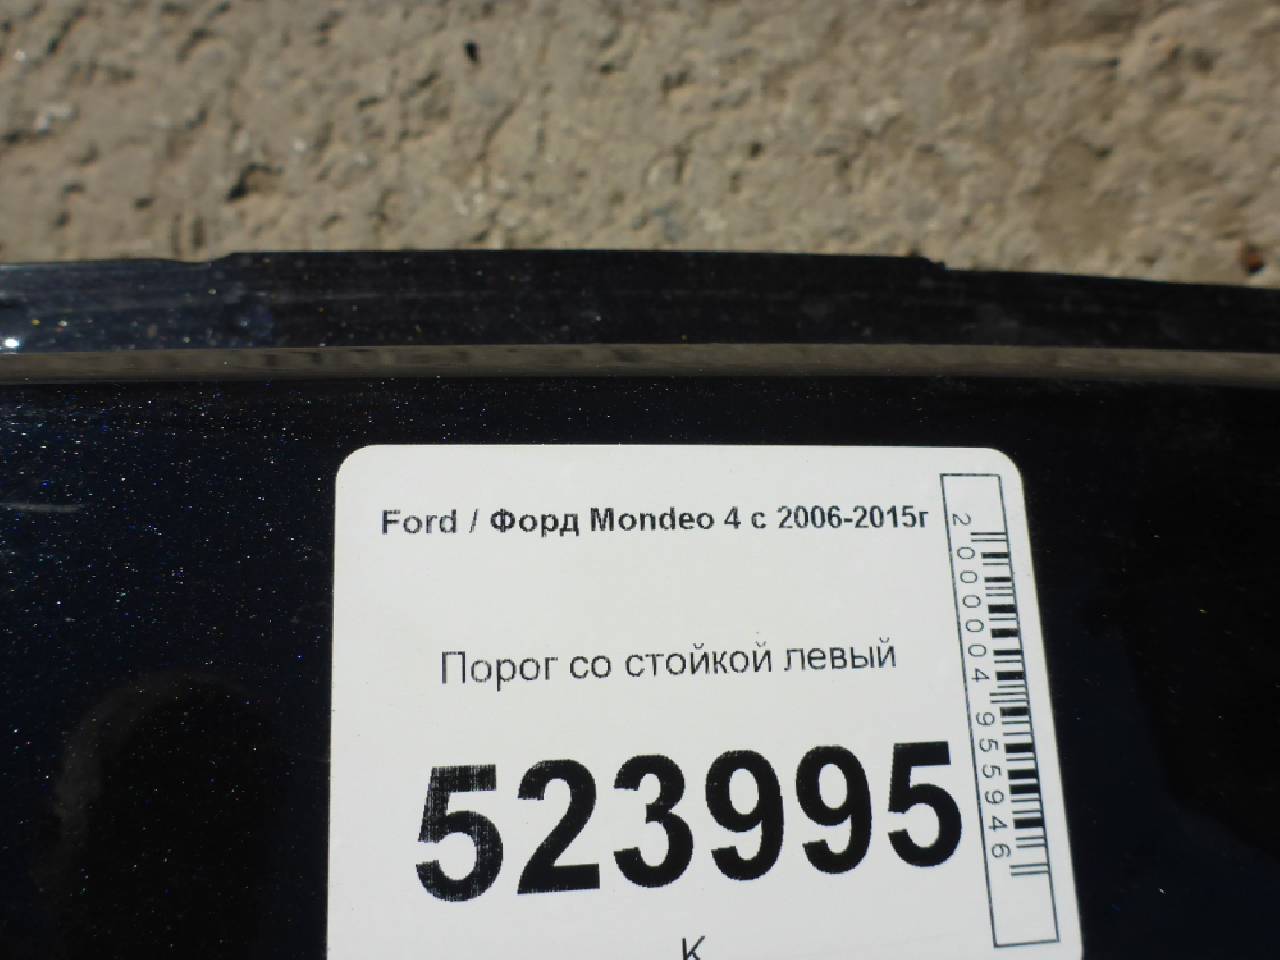 Ford / Форд Mondeo 4 с 2006-2015г
Порог со стойкой левый
523995
К
2000004955946